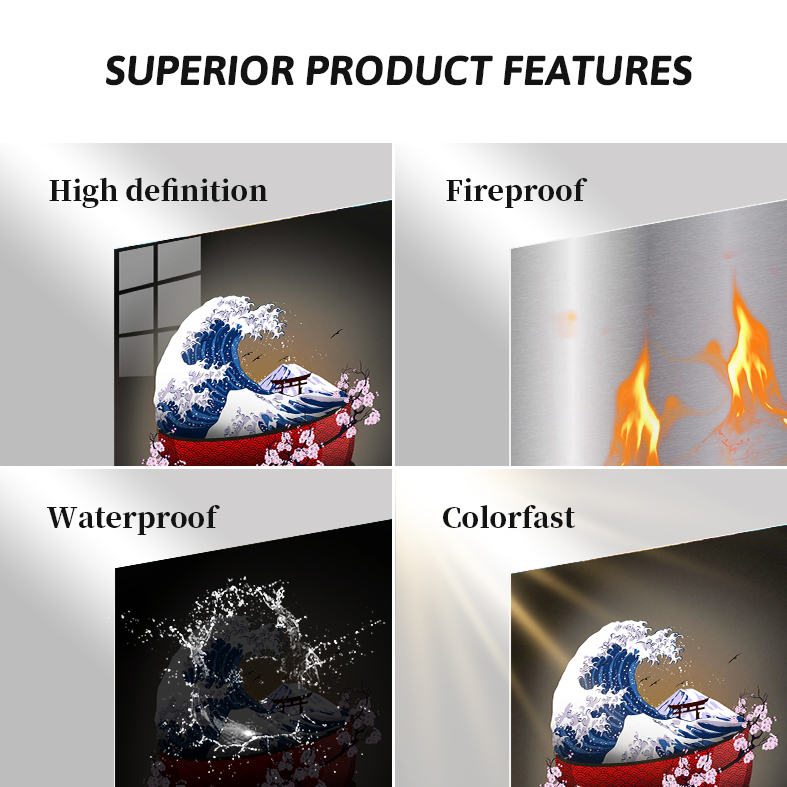 SUPERIOR PRODUCT FEATURES
High definition
Fireproof
Waterproof
Colorfast